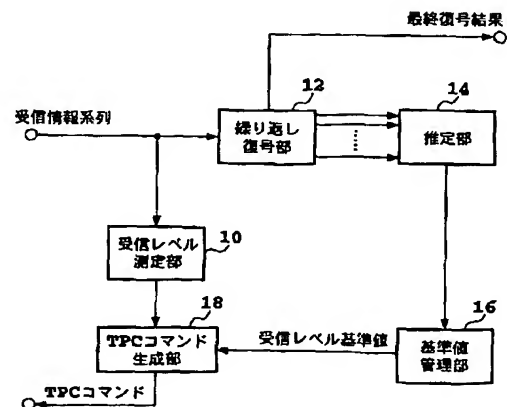 最終復号結果
12
14
受信情報系列
繰り返し
復号部
推定部
受信レベル
測定部
10
18
16
TPCコマンド
生成部
受信レベル基準値
基準値
管理部
TPCコマンド